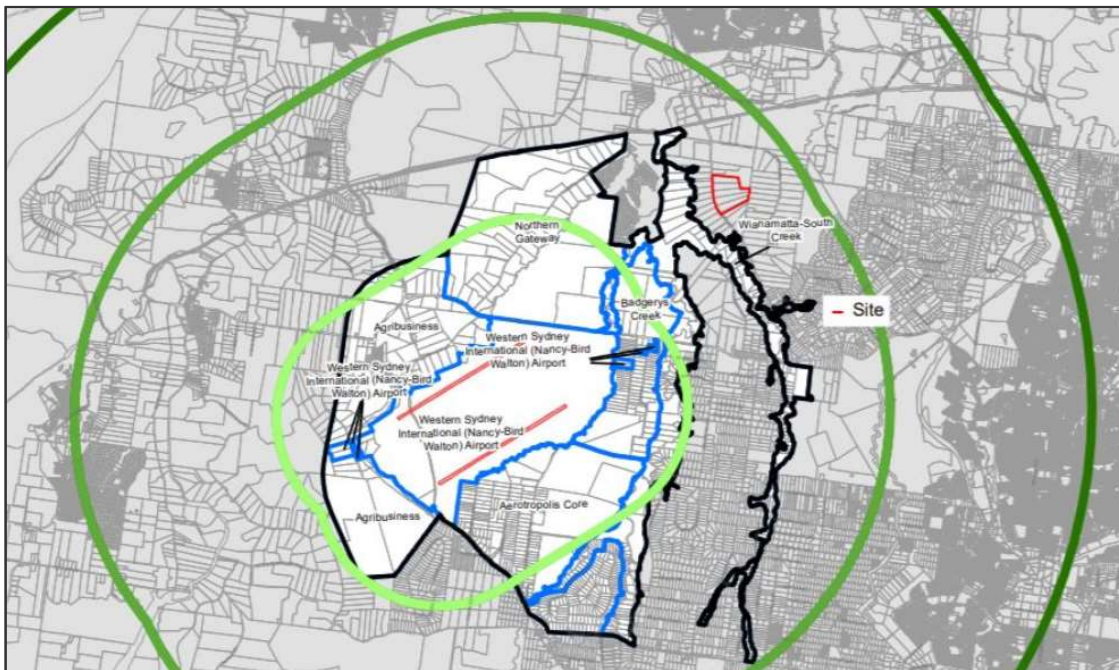 Northern
Gateway
Wianamatta-South
Creek
Badgerys
Creek
Site
Agribusiness
Western Sydney
International (Nancy-Bird
Walton) Airport
Western Sydney
International (Nancy-Bird
Walton) Airport
Western Sydney
International (Nancy-Bird
Walton) Airport
Aerotropolis Core
Agribusiness